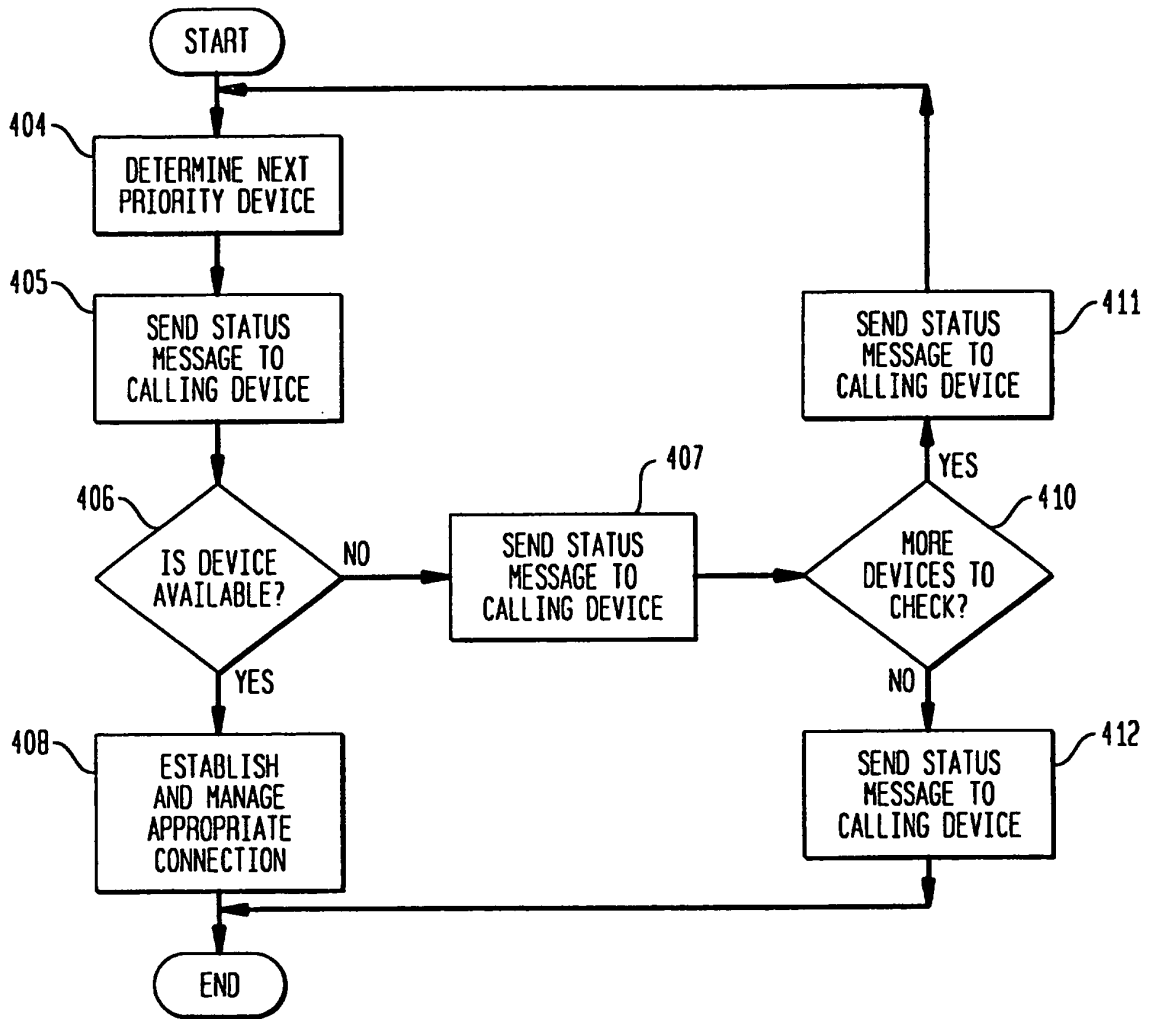 START
404
DETERMINE NEXT
PRIORITY DEVICE
405
SEND STATUS
MESSAGE TO
CALLING DEVICE
406
IS DEVICE
AVAILABLE?
NO
YES
407
SEND STATUS
MESSAGE TO
CALLING DEVICE
410
MORE
DEVICES TO
CHECK?
YES
NO
411
SEND STATUS
MESSAGE TO
CALLING DEVICE
408
ESTABLISH
AND MANAGE
APPROPRIATE
CONNECTION
412
SEND STATUS
MESSAGE TO
CALLING DEVICE
END